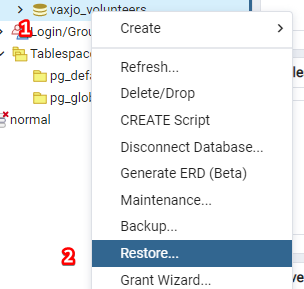 vaxjo_volunteers
1
Login/Grou
Tablespace
pg_defa
pg_glob
normal
Create
Refresh...
Delete/Drop
CREATE Script
Disconnect Database...
Generate ERD (Beta)
Maintenance...
Backup...
2
Restore...
Grant Wizard...
le
ve